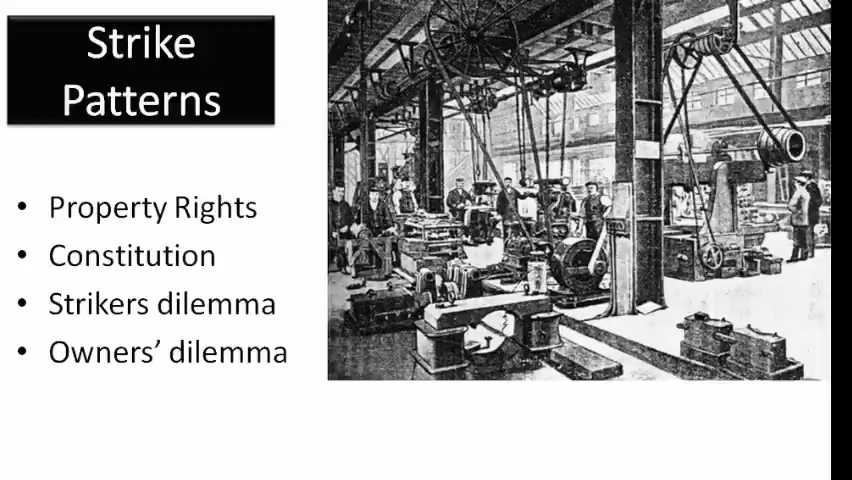 Strike
Patterns
• Property Rights
• Constitution
• Strikers dilemma
• Owners’ dilemma